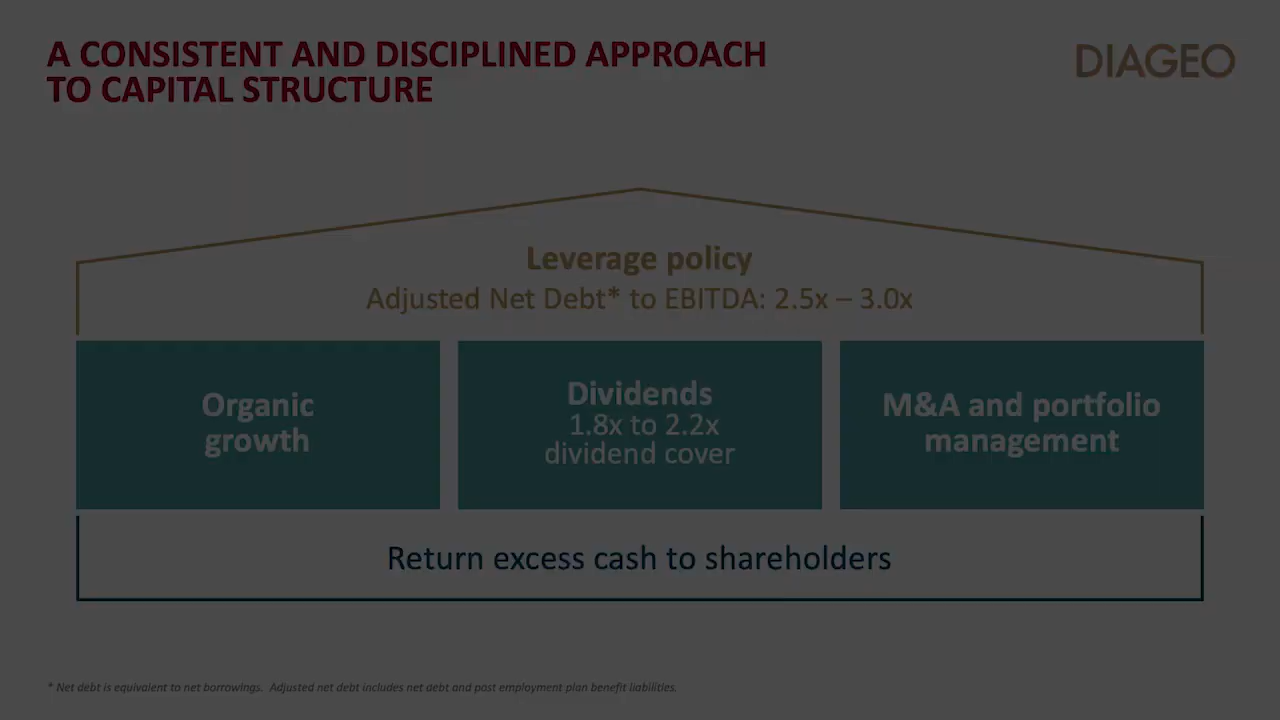 A CONSISTENT AND DISCIPLINED APPROACH
TO CAPITAL STRUCTURE
DIAGEO
Leverage policy
Adjusted Net Debt* to EBITDA: 2.5x – 3.0x
Organic
growth
Dividends
1.8x to 2.2x
dividend cover
M&A and portfolio
management
Return excess cash to shareholders
* Net debt is equivalent to net borrowings. Adjusted net debt includes net debt and post employment plan benefit liabilities.